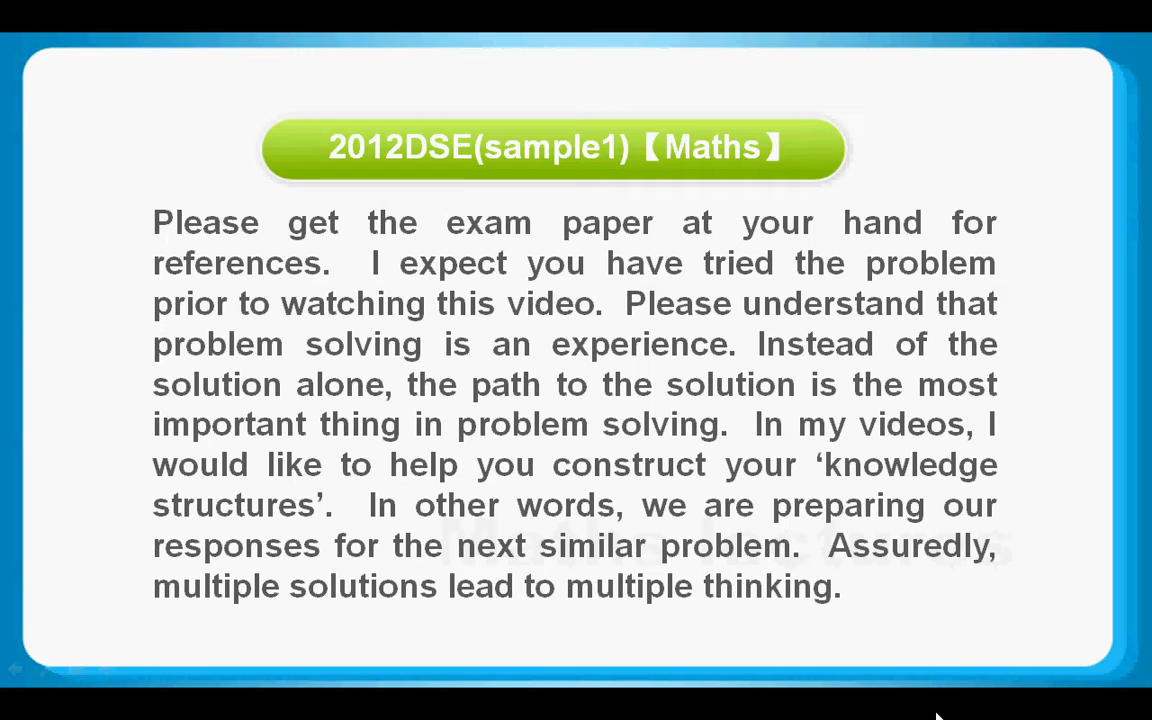 2012DSE(sample1)【Maths】
Please get the exam paper at your hand for
references. I expect you have tried the problem
prior to watching this video. Please understand that
problem solving is an experience. Instead of the
solution alone, the path to the solution is the most
important thing in problem solving. In my videos, I
would like to help you construct your ‘knowledge
structures’. In other words, we are preparing our
responses for the next similar problem. Assuredly,
multiple solutions lead to multiple thinking.
Maths lectures